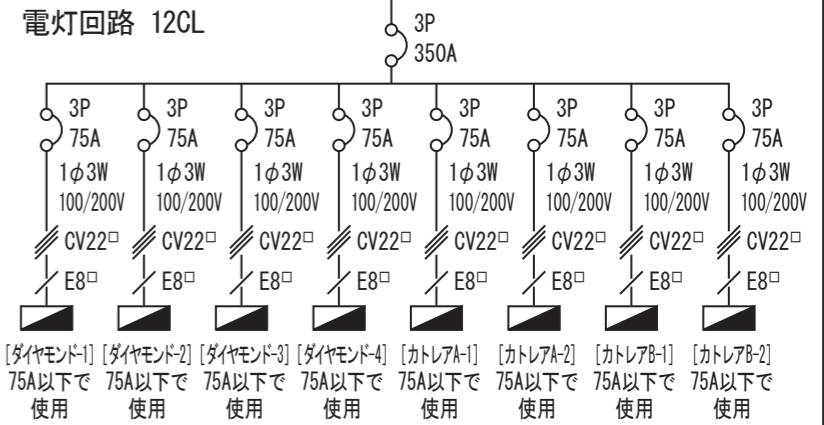 電灯回路 12CL
3P
350A
3P 3P 3P 3P 3P 3P 3P 3P
75A 75A 75A 75A 75A 75A 75A 75A
1φ3W 1φ3W 1φ3W 1φ3W 1φ3W 1φ3W 1φ3W 1φ3W
100/200V 100/200V 100/200V 100/200V 100/200V 100/200V 100/200V 100/200V
CV22□ CV22□ CV22□ CV22□ CV22□ CV22□ CV22□ CV22□
E8□ E8□ E8□ E8□ E8□ E8□ E8□ E8□
[ダイヤモンド-1] [ダイヤモンド-2] [ダイヤモンド-3] [ダイヤモンド-4] [カトレアA-1] [カトレアA-2] [カトレアB-1] [カトレアB-2]
75A以下で 75A以下で 75A以下で 75A以下で 75A以下で 75A以下で 75A以下で 75A以下で
使用 使用 使用 使用 使用 使用 使用 使用